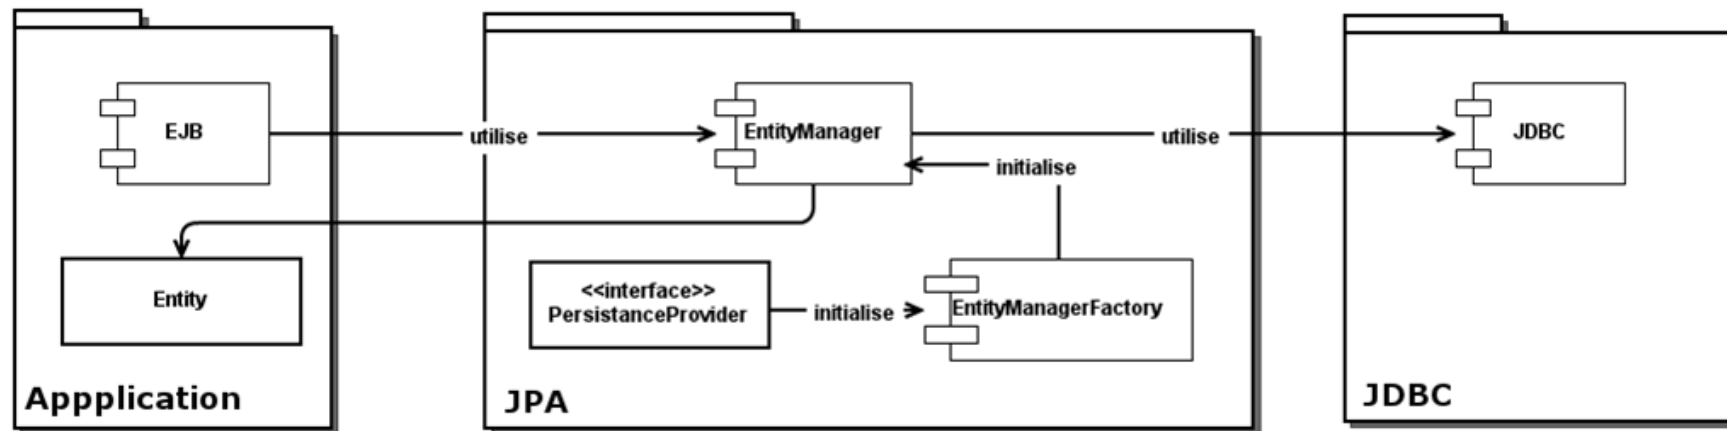 EJB
utilise
EntityManager
utilise
JDBC
initialise
Entity
<<interface>>
PersistanceProvider
initialise
EntityManagerFactory
Appplication
JPA
JDBC